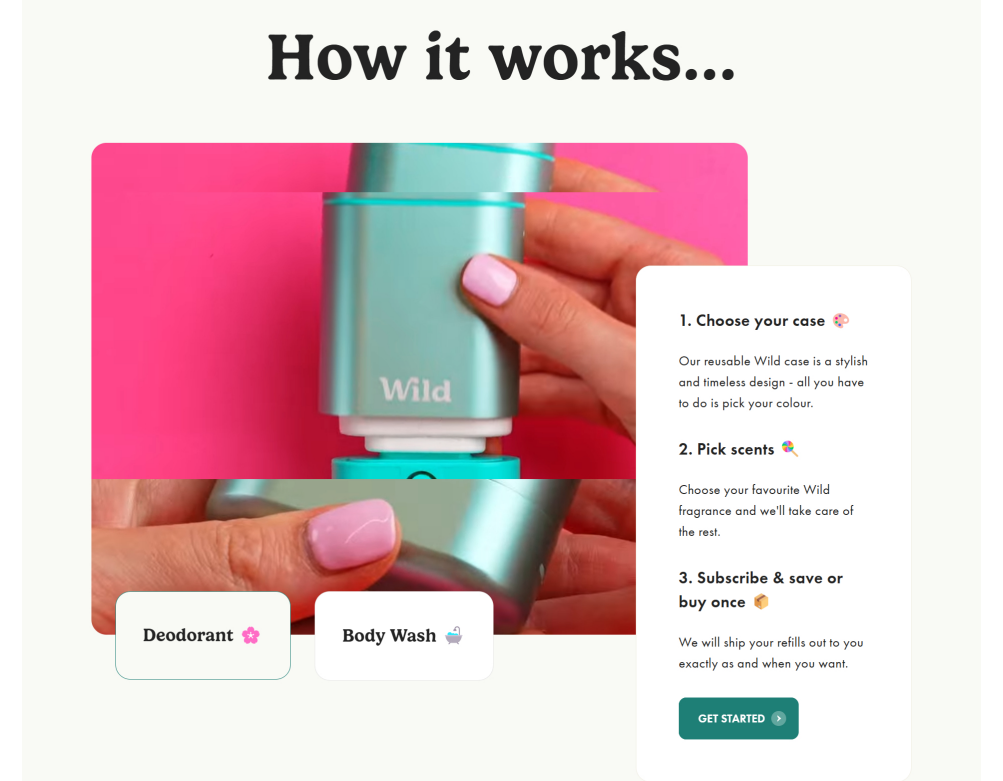 How it works...
Wild
1. Choose your case 🎨
Our reusable Wild case is a stylish
and timeless design - all you have
to do is pick your colour.
2. Pick scents 🍭
Choose your favourite Wild
fragrance and we'll take care of
the rest.
3. Subscribe & save or
buy once 📦
We will ship your refills out to you
exactly as and when you want.
GET STARTED
Deodorant 🌸
Body Wash 🛁